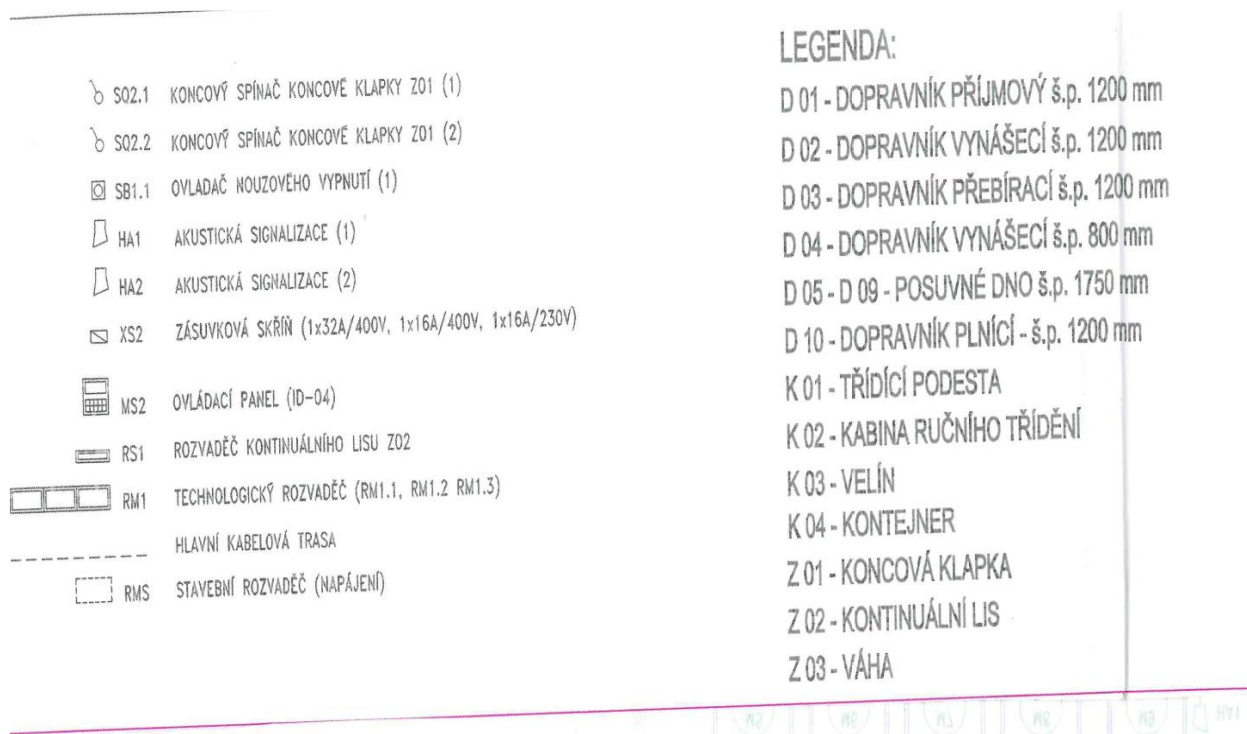 SQ2.1 KONCOVÝ SPÍNAČ KONCOVÉ KLAPKY Z01 (1)
SQ2.2 KONCOVÝ SPÍNAČ KONCOVÉ KLAPKY Z01 (2)
SB1.1 OVLADAČ NOUZOVÉHO VYPNUTÍ (1)
HA1 AKUSTICKÁ SIGNALIZACE (1)
HA2 AKUSTICKÁ SIGNALIZACE (2)
XS2 ZÁSUVKOVÁ SKŘÍŇ (1x32A/400V, 1x16A/400V, 1x16A/230V)
MS2 OVLÁDACÍ PANEL (ID-04)
RS1 ROZVADĚČ KONTINUÁLNÍHO LISU Z02
RM1 TECHNOLOGICKÝ ROZVADĚČ (RM1.1, RM1.2 RM1.3)
HLAVNÍ KABELOVÁ TRASA
RMS STAVEBNÍ ROZVADĚČ (NAPÁJENÍ)
LEGENDA:
D 01 - DOPRAVNÍK PŘÍJMOVÝ š.p. 1200 mm
D 02 - DOPRAVNÍK VYNÁŠECÍ š.p. 1200 mm
D 03 - DOPRAVNÍK PŘEBÍRACÍ š.p. 1200 mm
D 04 - DOPRAVNÍK VYNÁŠECÍ š.p. 800 mm
D 05 - D 09 - POSUVNÉ DNO š.p. 1750 mm
D 10 - DOPRAVNÍK PLNÍCÍ - š.p. 1200 mm
K 01 - TŘÍDÍCÍ PODESTA
K 02 - KABINA RUČNÍHO TŘÍDĚNÍ
K 03 - VELÍN
K 04 - KONTEJNER
Z 01 - KONCOVÁ KLAPKA
Z 02 - KONTINUÁLNÍ LIS
Z 03 - VÁHA